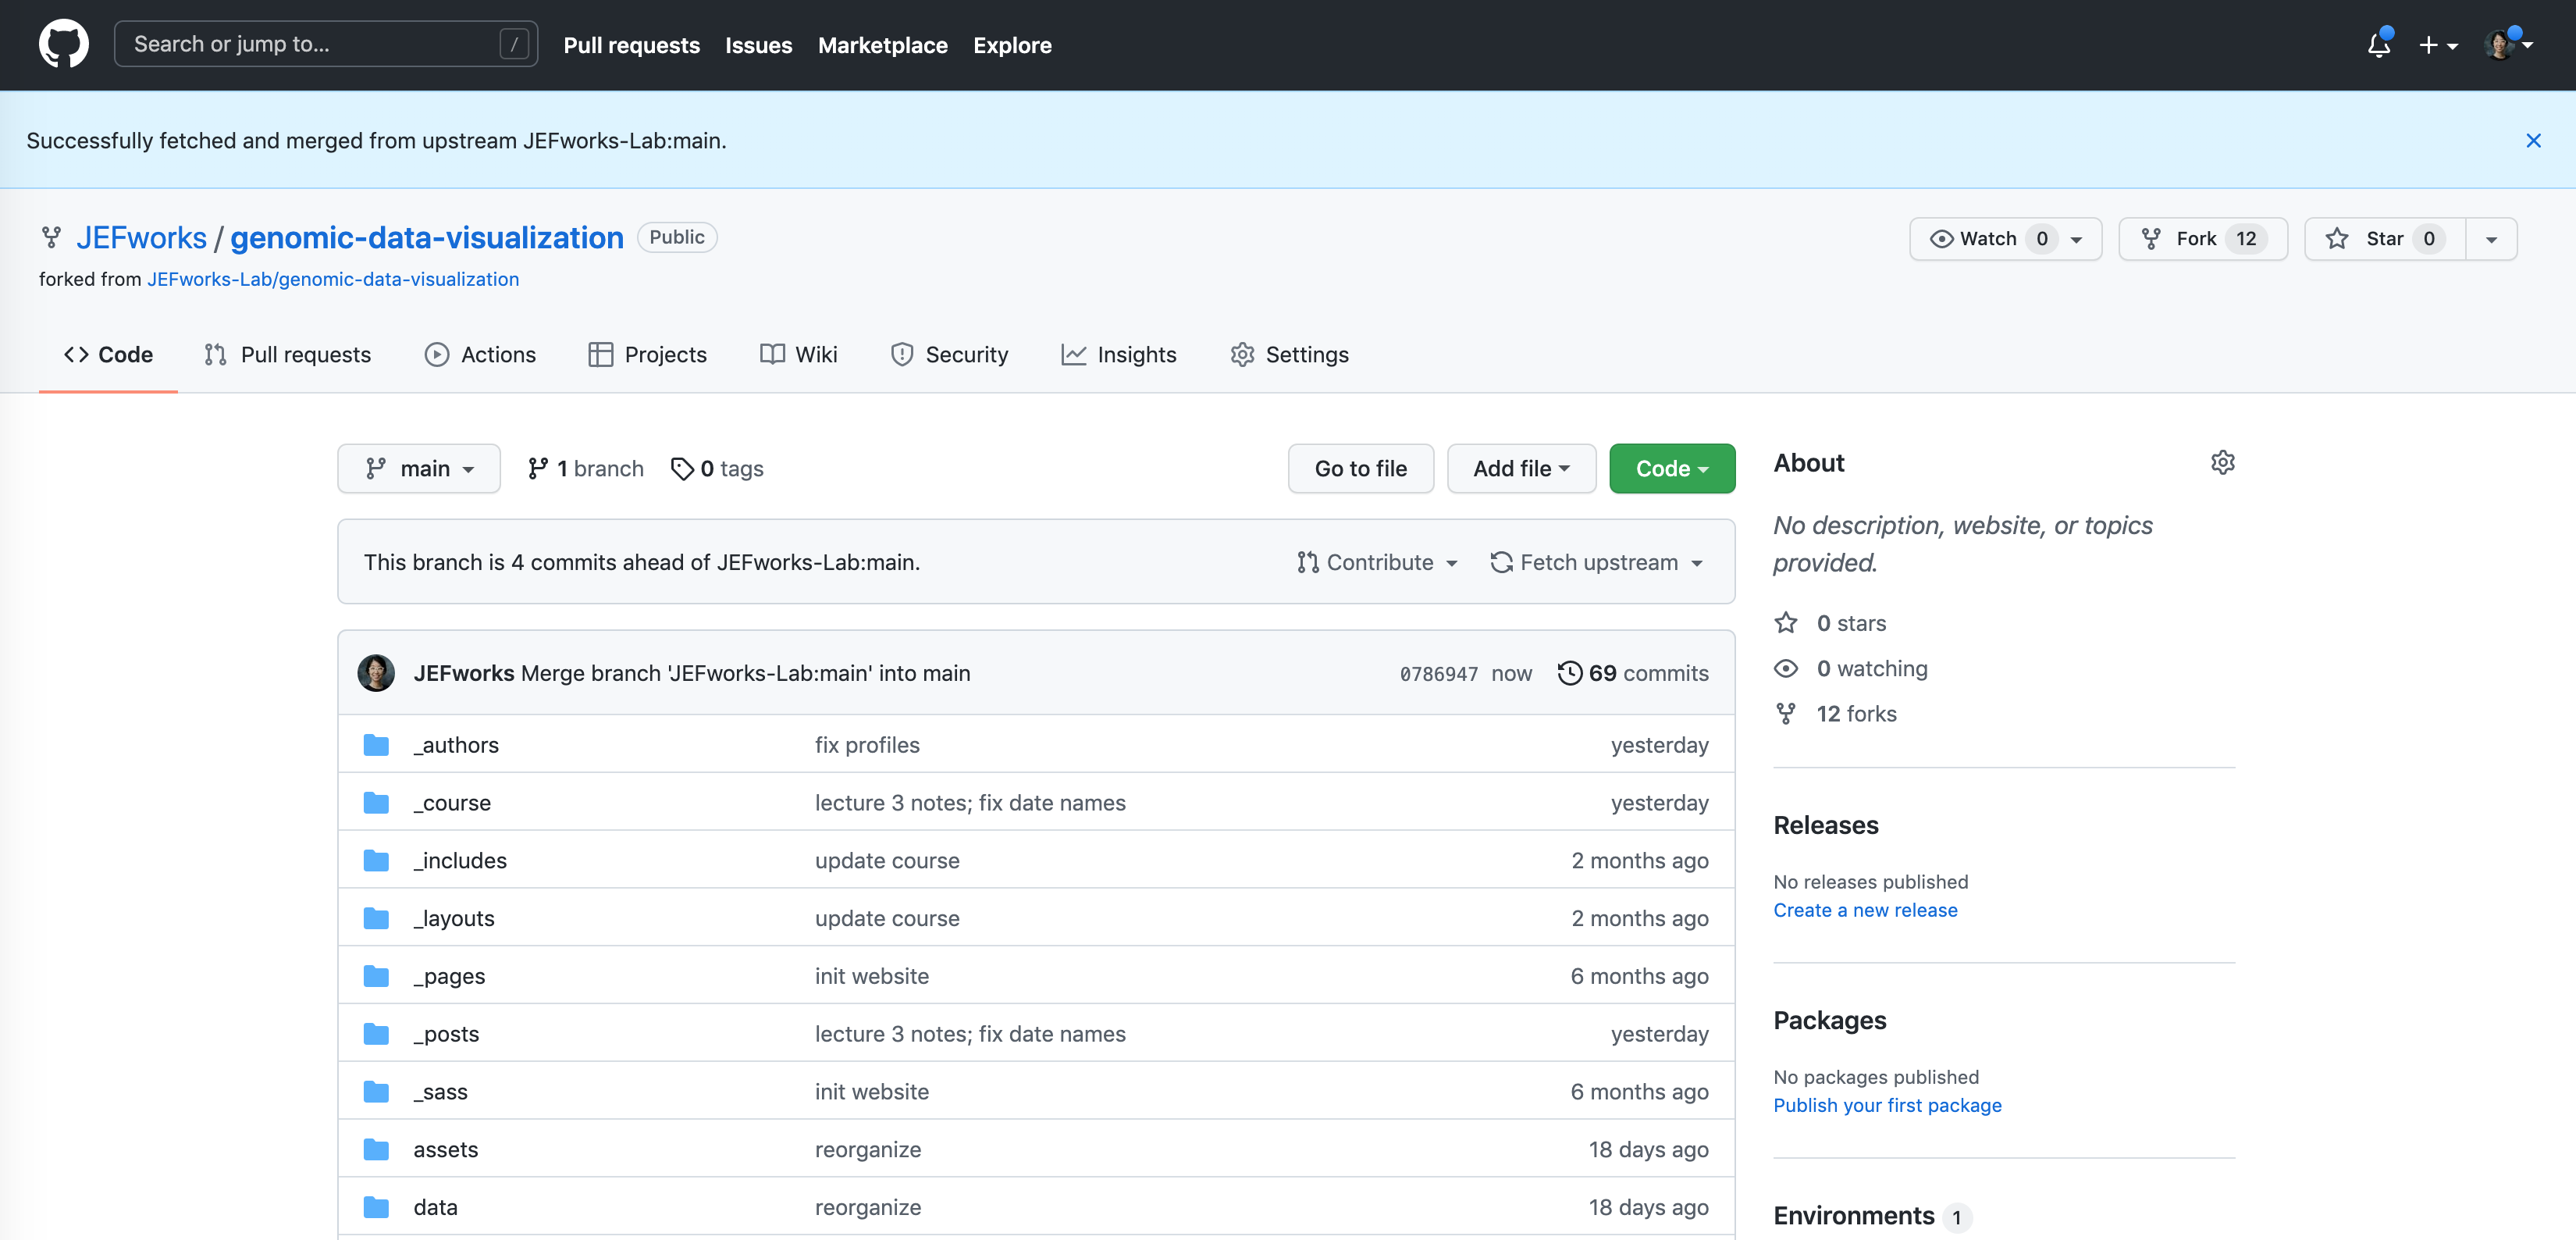 Search or jump to... / Pull requests Issues Marketplace Explore
Successfully fetched and merged from upstream JEFworks-Lab:main.
JEFworks / genomic-data-visualization Public Watch 0 Fork 12 Star 0
forked from JEFworks-Lab/genomic-data-visualization
Code Pull requests Actions Projects Wiki Security Insights Settings
main 1 branch 0 tags Go to file Add file Code
This branch is 4 commits ahead of JEFworks-Lab:main. Contribute Fetch upstream
JEFworks Merge branch 'JEFworks-Lab:main' into main 0786947 now 69 commits
_authors fix profiles yesterday
_course lecture 3 notes; fix date names yesterday
_includes update course 2 months ago
_layouts update course 2 months ago
_pages init website 6 months ago
_posts lecture 3 notes; fix date names yesterday
_sass init website 6 months ago
assets reorganize 18 days ago
data reorganize 18 days ago
About
No description, website, or topics
provided.
0 stars
0 watching
12 forks
Releases
No releases published
Create a new release
Packages
No packages published
Publish your first package
Environments 1